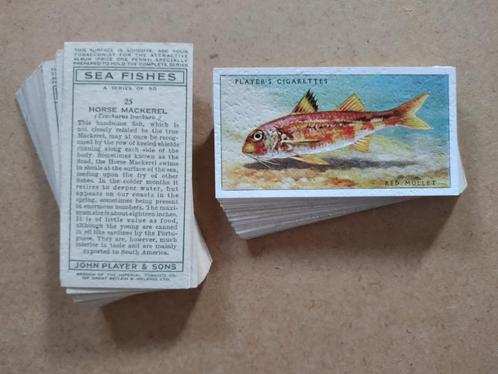 THIS SURFACE IS ADHESIVE. ASK YOUR
TOBACCONIST FOR THE ATTRACTIVE
ALBUM (PRICE ONE PENNY) SPECIALLY
PREPARED TO HOLD THE COMPLETE SERIES
SEA FISHES
A SERIES OF 50
25
HORSE MACKEREL
(Trachurus trachurus.)
This handsome fish, which is
not closely related to the true
Mackerel, may at once be recog-
nized by the row of keeled shields
running along each side of the
body. Sometimes known as the
Scad, the Horse Mackerel swims
in shoals at the surface of the sea,
feeding upon the fry of other
fishes. In the colder months it
retires to deeper water, but
appears on our coasts in the
spring, sometimes being present
in enormous numbers. The maxi-
mum size is about eighteen inches.
It is of little value as food,
although the young are canned
in oil like sardines by the Portu-
guese. They are, however, much
inferior in taste and are mainly
exported to South America.
JOHN PLAYER & SONS
BRANCH OF THE IMPERIAL TOBACCO CO.
(OF GREAT BRITAIN & IRELAND), LTD.
PLAYER'S CIGARETTES
RED MULLET